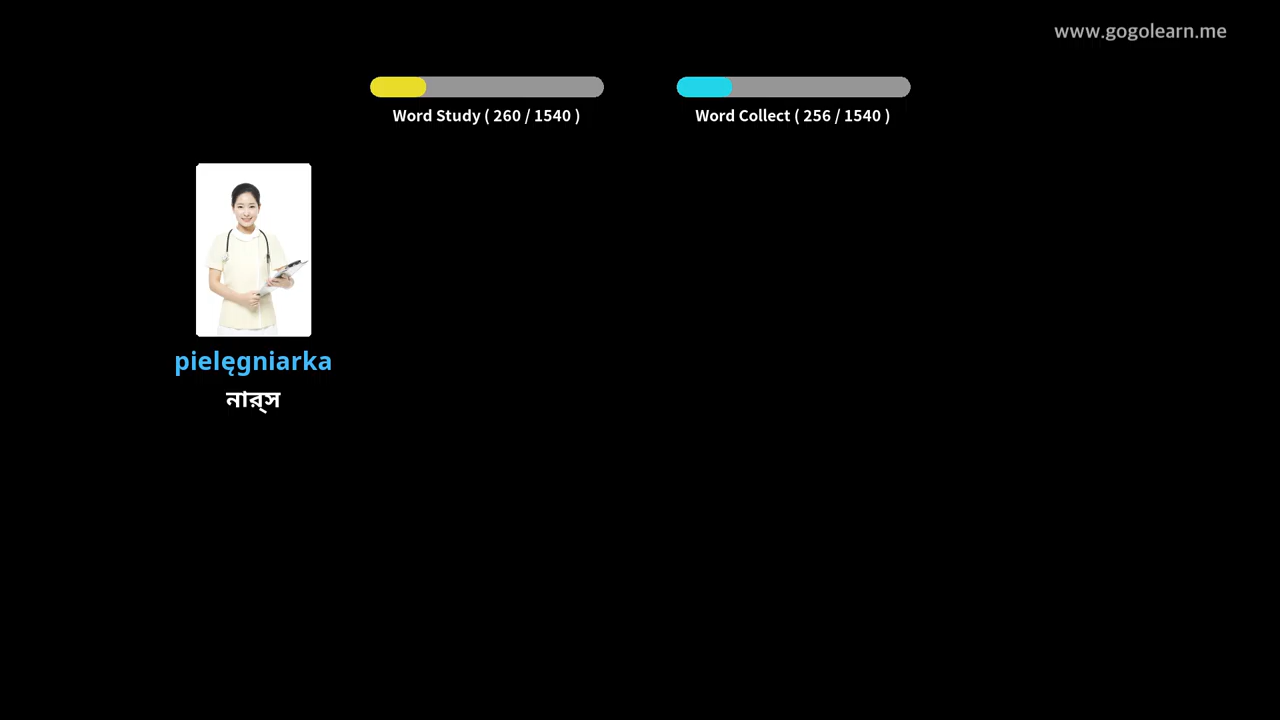 www.gogolearn.me
Word Study ( 260 / 1540 )
Word Collect ( 256 / 1540 )
pielęgniarka
নার্স